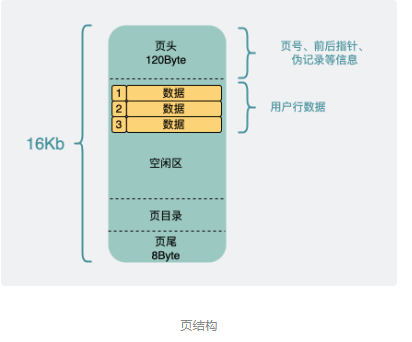 页头
120Byte
页号、前后指针、
伪记录等信息
1 数据
2 数据
3 数据
用户行数据
16Kb
空闲区
页目录
页尾
8Byte
页结构